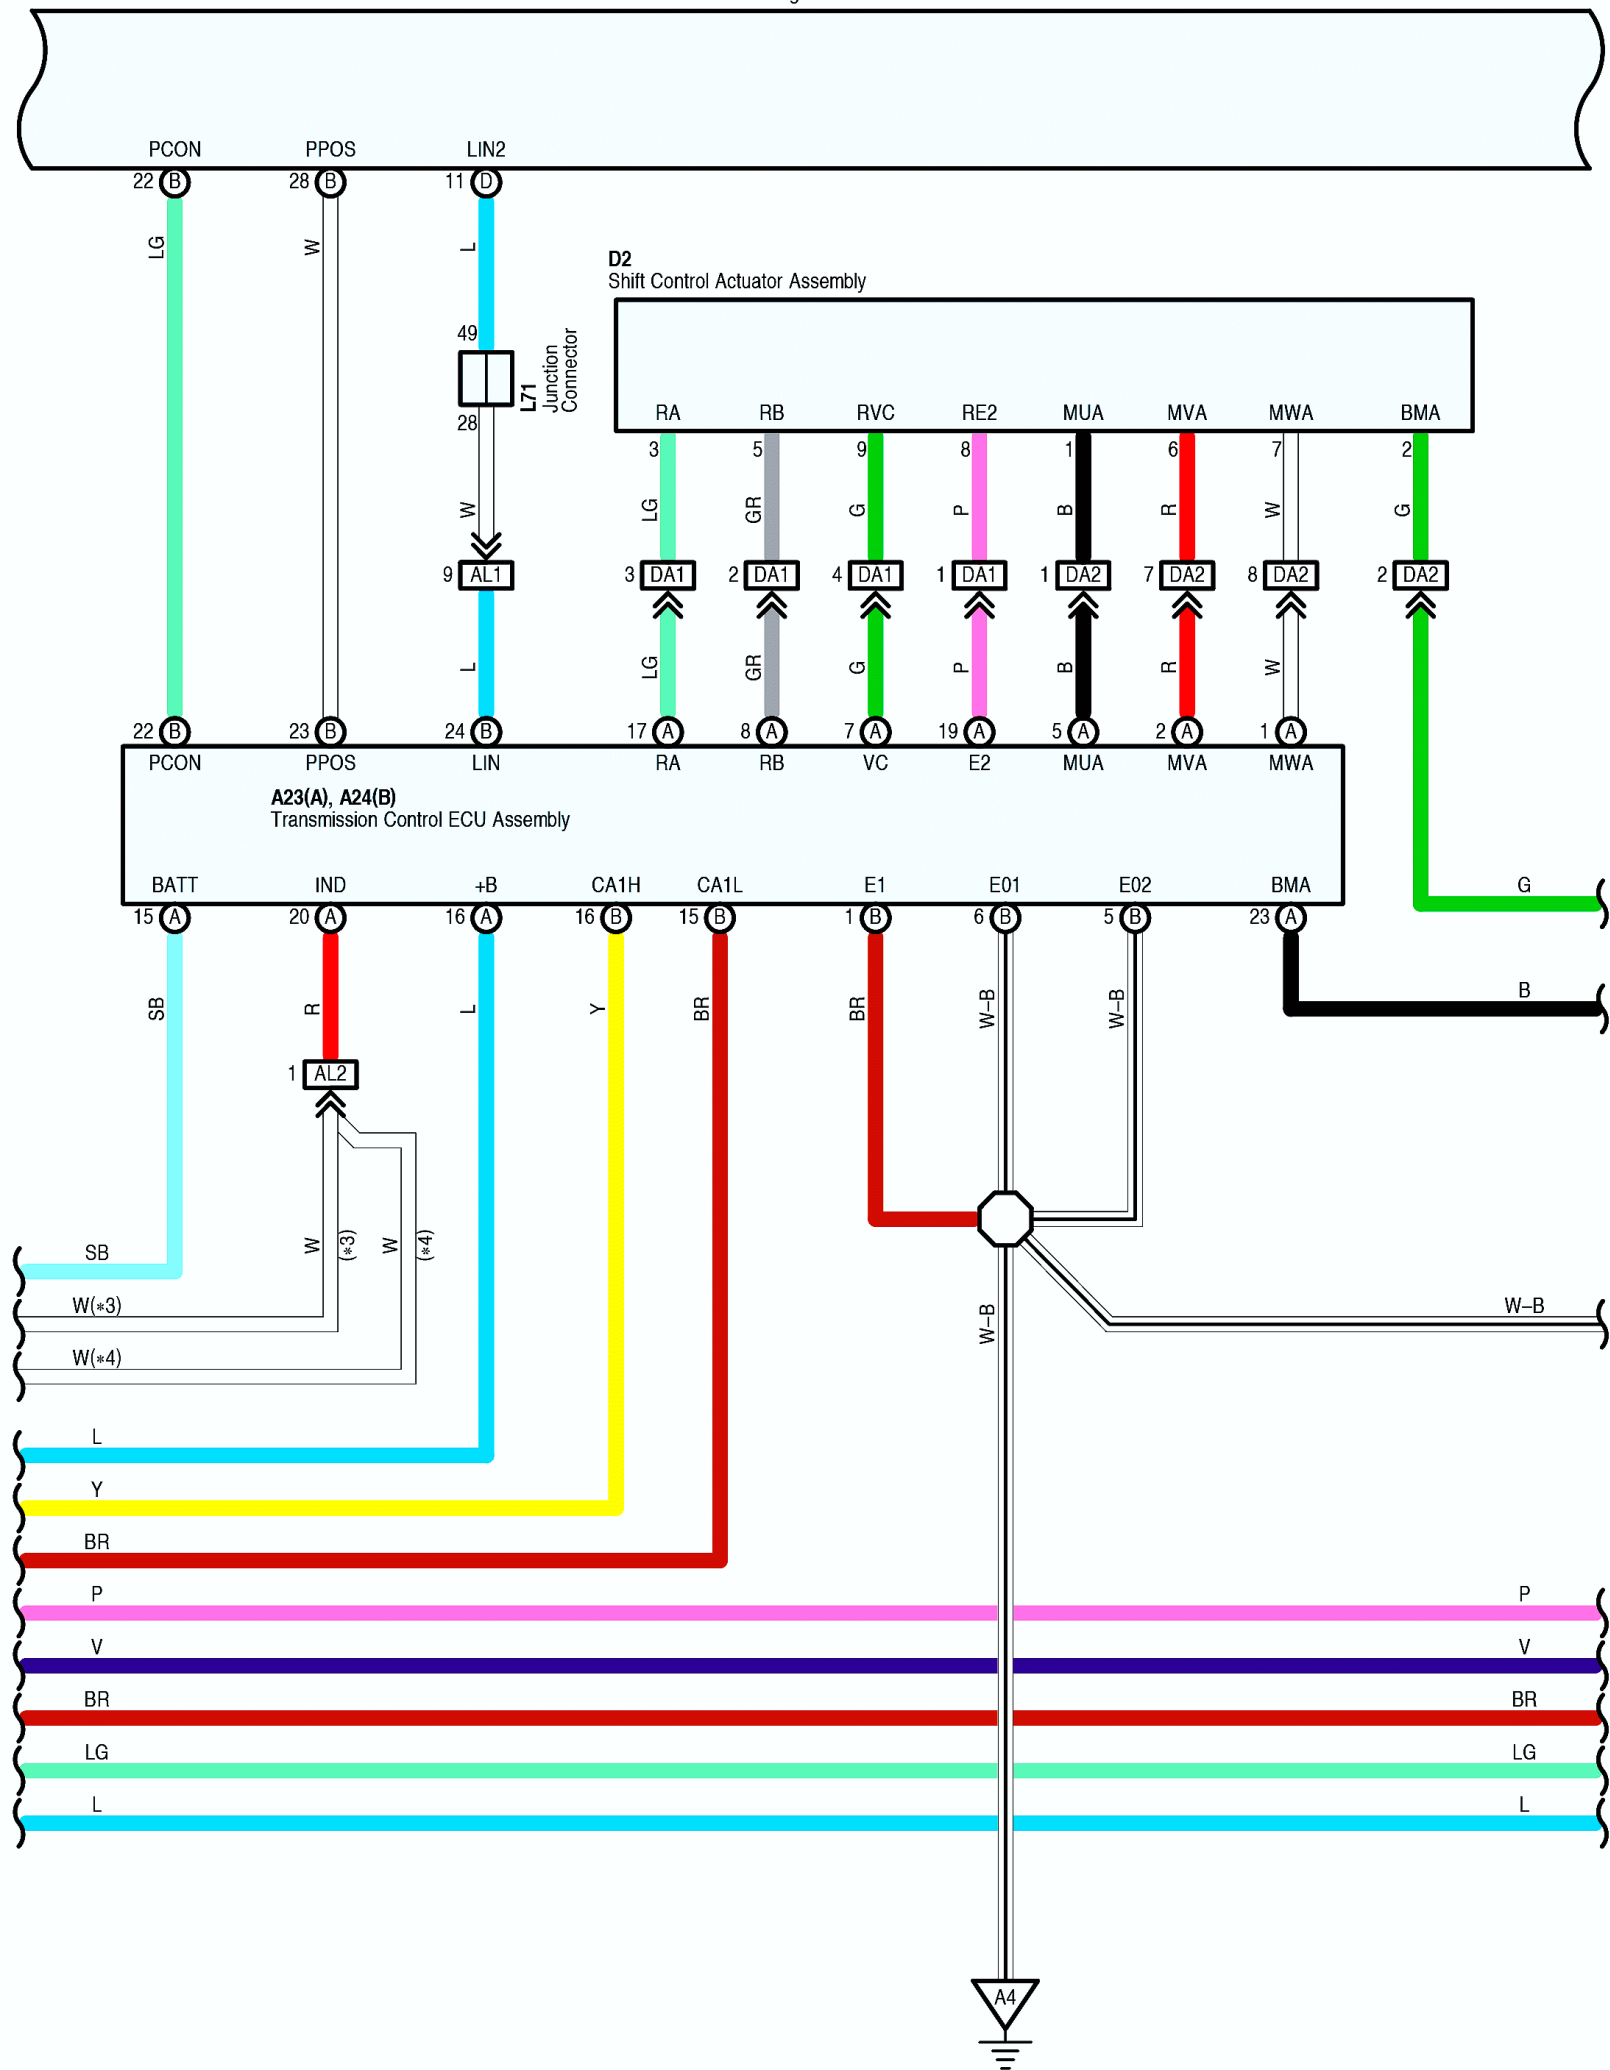 PCON PPOS LIN2
22 B 28 B 11 D
LG W L
D2
Shift Control Actuator Assembly
49
L71
Junction
Connector
28
RA RB RVC RE2 MUA MVA MWA BMA
3 5 9 8 1 6 7 2
W LG GR G P B R W G
9 AL1 3 DA1 2 DA1 4 DA1 1 DA1 1 DA2 7 DA2 8 DA2 2 DA2
L LG GR G P B R W
22 B 23 B 24 B 17 A 8 A 7 A 19 A 5 A 2 A 1 A
PCON PPOS LIN RA RB VC E2 MUA MVA MWA
A23(A), A24(B)
Transmission Control ECU Assembly
BATT IND +B CA1H CA1L E1 E01 E02 BMA G
15 A 20 A 16 A 16 B 15 B 1 B 6 B 5 B 23 A
B
SB R L Y BR BR W–B W–B
1 AL2
W (*3) W (*4)
SB
W(*3) W–B W–B
W(*4)
L
Y
BR
P P
V V
BR BR
LG LG
L L
A4